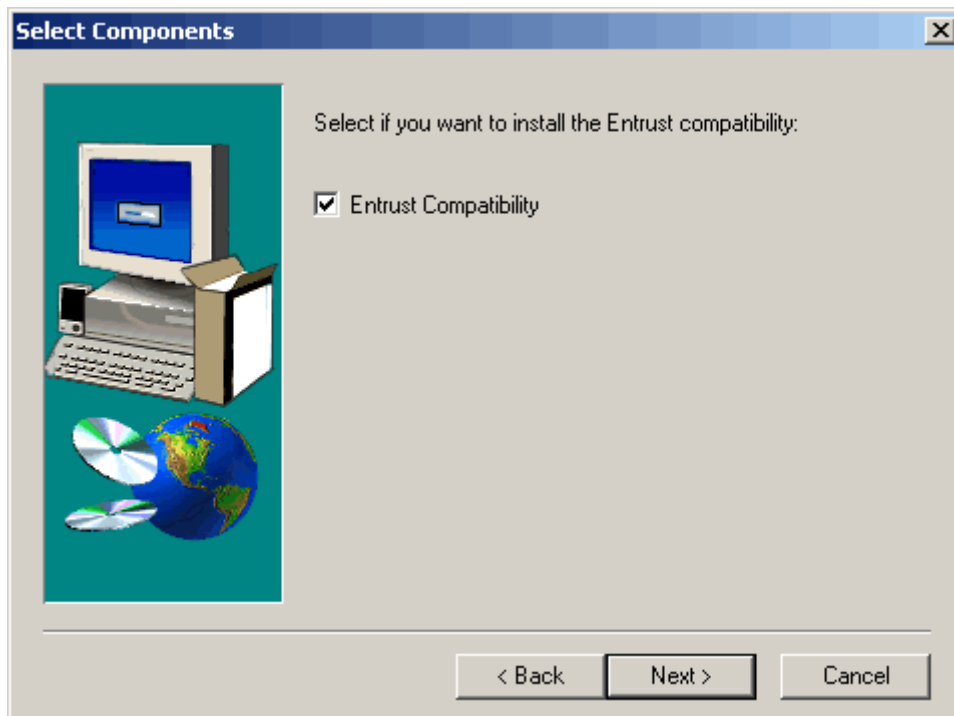 Select Components
Select if you want to install the Entrust compatibility:
Entrust Compatibility
< Back
Next >
Cancel